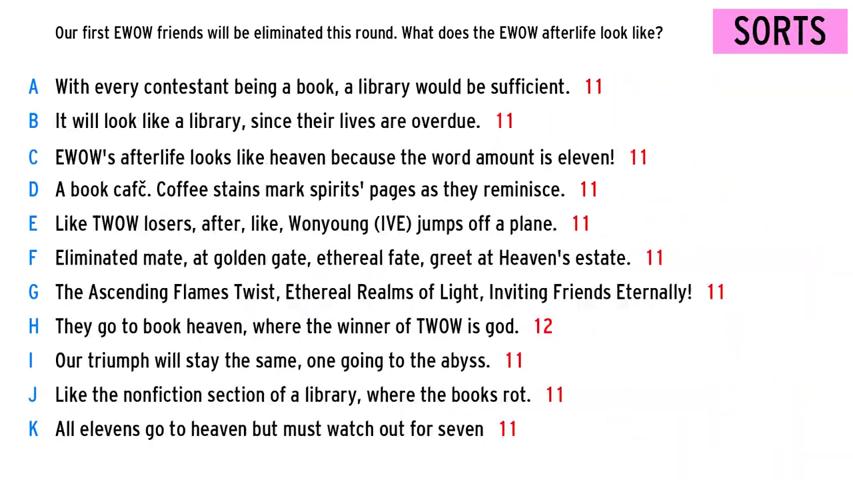 Our first EWOW friends will be eliminated this round. What does the EWOW afterlife look like?
SORTS
A With every contestant being a book, a library would be sufficient. 11
B It will look like a library, since their lives are overdue. 11
C EWOW's afterlife looks like heaven because the word amount is eleven! 11
D A book cafč. Coffee stains mark spirits' pages as they reminisce. 11
E Like TWOW losers, after, like, Wonyoung (IVE) jumps off a plane. 11
F Eliminated mate, at golden gate, ethereal fate, greet at Heaven's estate. 11
G The Ascending Flames Twist, Ethereal Realms of Light, Inviting Friends Eternally! 11
H They go to book heaven, where the winner of TWOW is god. 12
I Our triumph will stay the same, one going to the abyss. 11
J Like the nonfiction section of a library, where the books rot. 11
K All elevens go to heaven but must watch out for seven 11